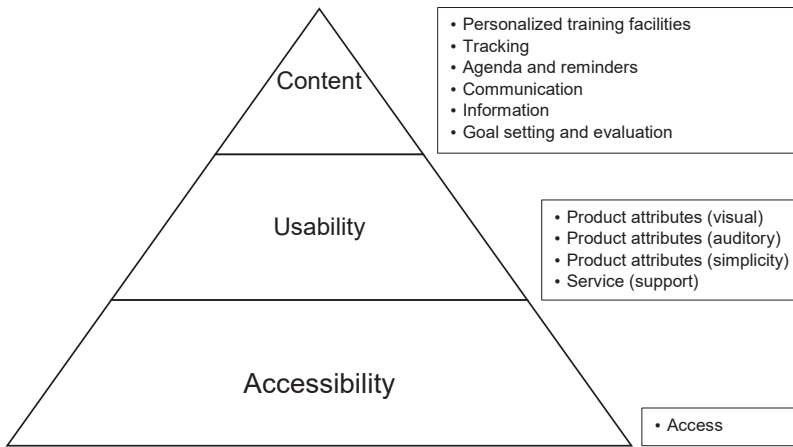 Content
• Personalized training facilities
• Tracking
• Agenda and reminders
• Communication
• Information
• Goal setting and evaluation
Usability
• Product attributes (visual)
• Product attributes (auditory)
• Product attributes (simplicity)
• Service (support)
Accessibility
• Access